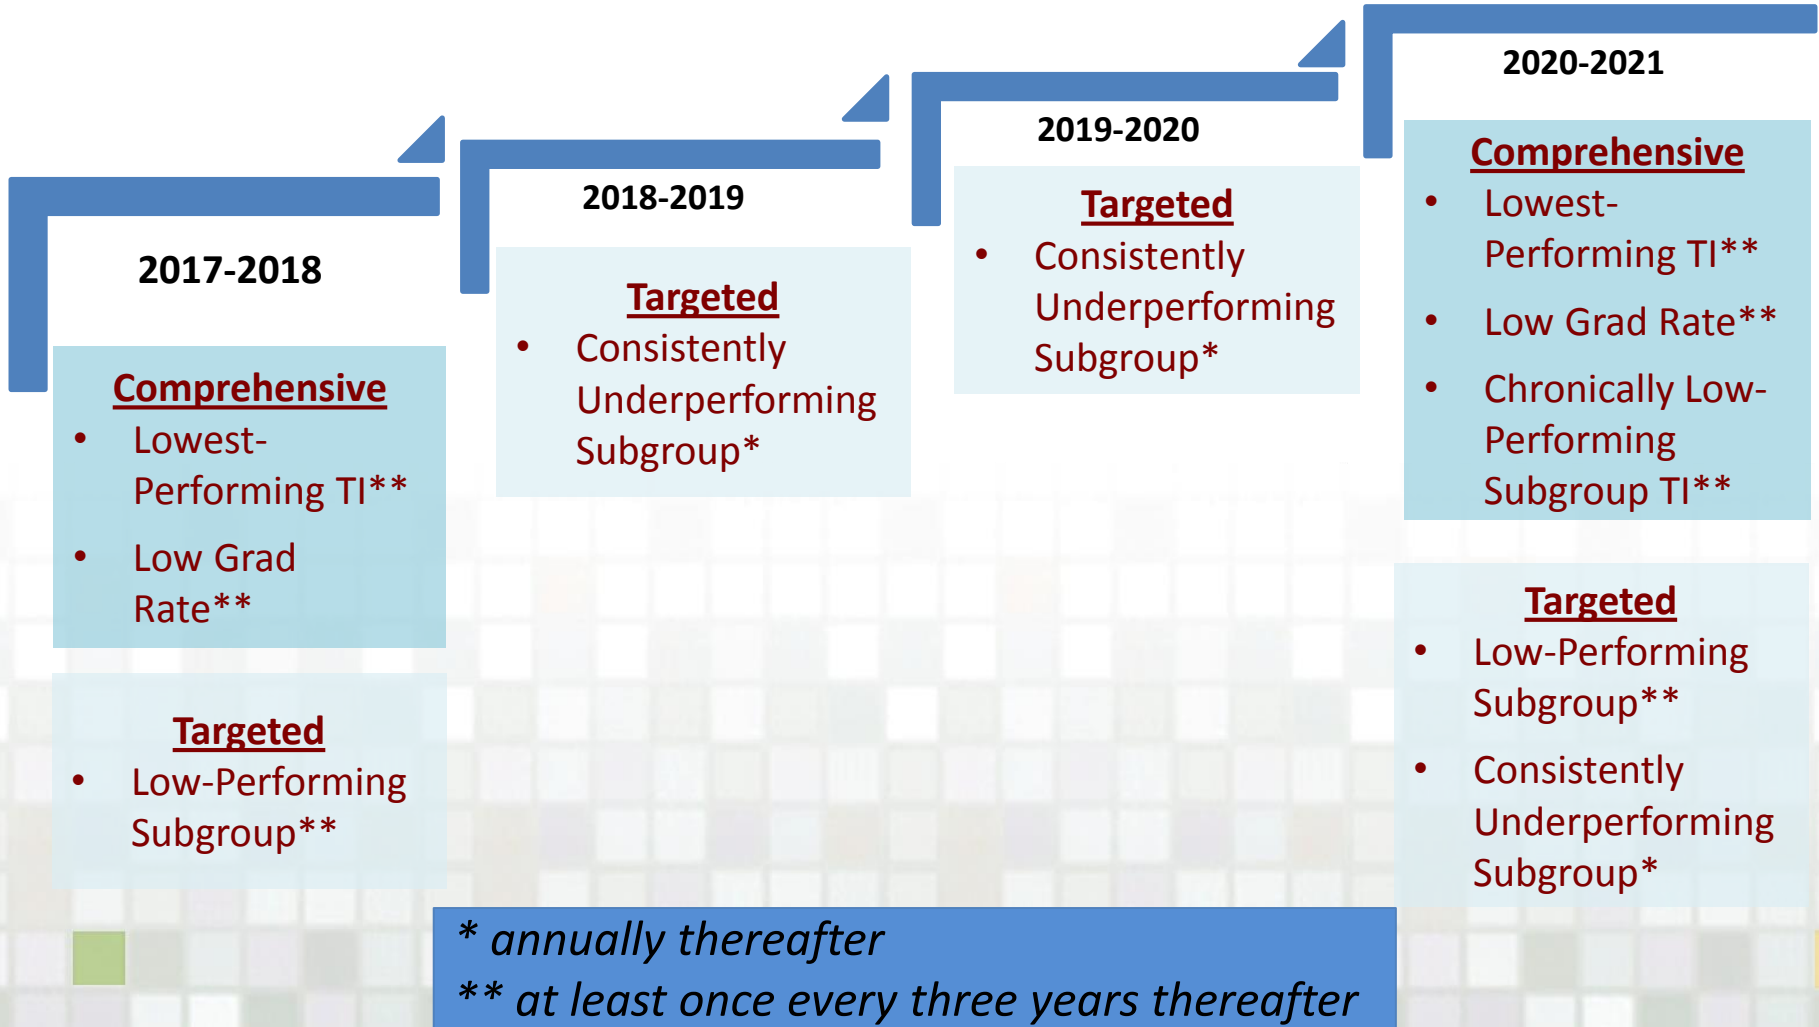 2017-2018
Comprehensive
• Lowest-
Performing TI**
• Low Grad
Rate**
Targeted
• Low-Performing
Subgroup**
2018-2019
Targeted
• Consistently
Underperforming
Subgroup*
2019-2020
Targeted
• Consistently
Underperforming
Subgroup*
2020-2021
Comprehensive
• Lowest-
Performing TI**
• Low Grad Rate**
• Chronically Low-
Performing
Subgroup TI**
Targeted
• Low-Performing
Subgroup**
• Consistently
Underperforming
Subgroup*
* annually thereafter
** at least once every three years thereafter